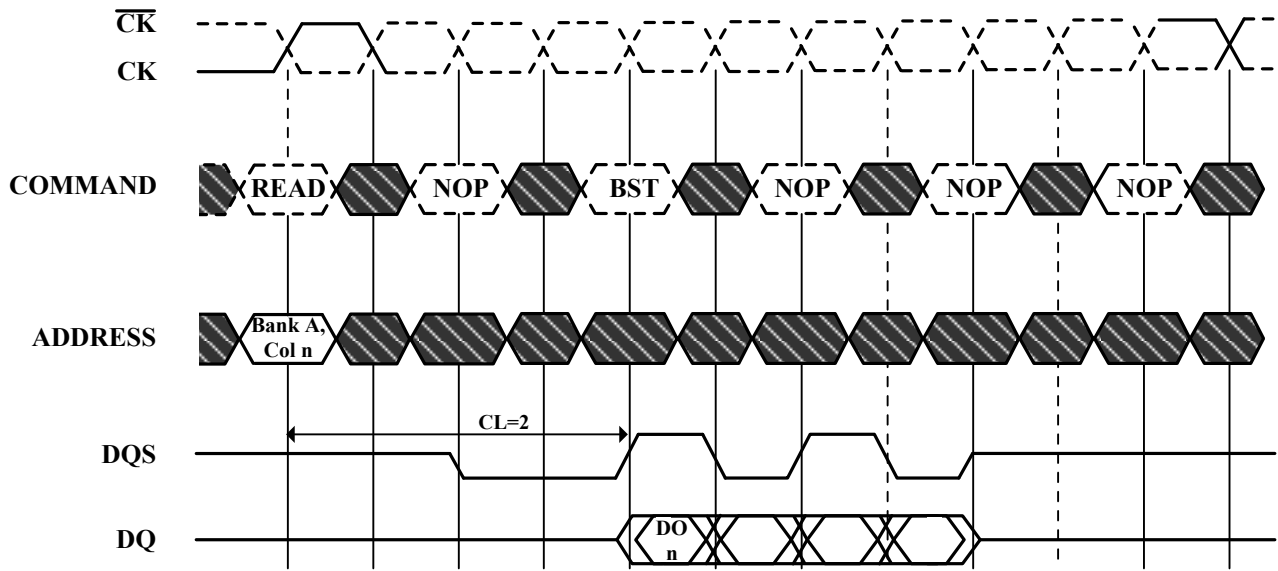 CK
CK
COMMAND
READ NOP BST NOP NOP NOP
ADDRESS
Bank A,
Col n
CL=2
DQS
DQ
DO
n